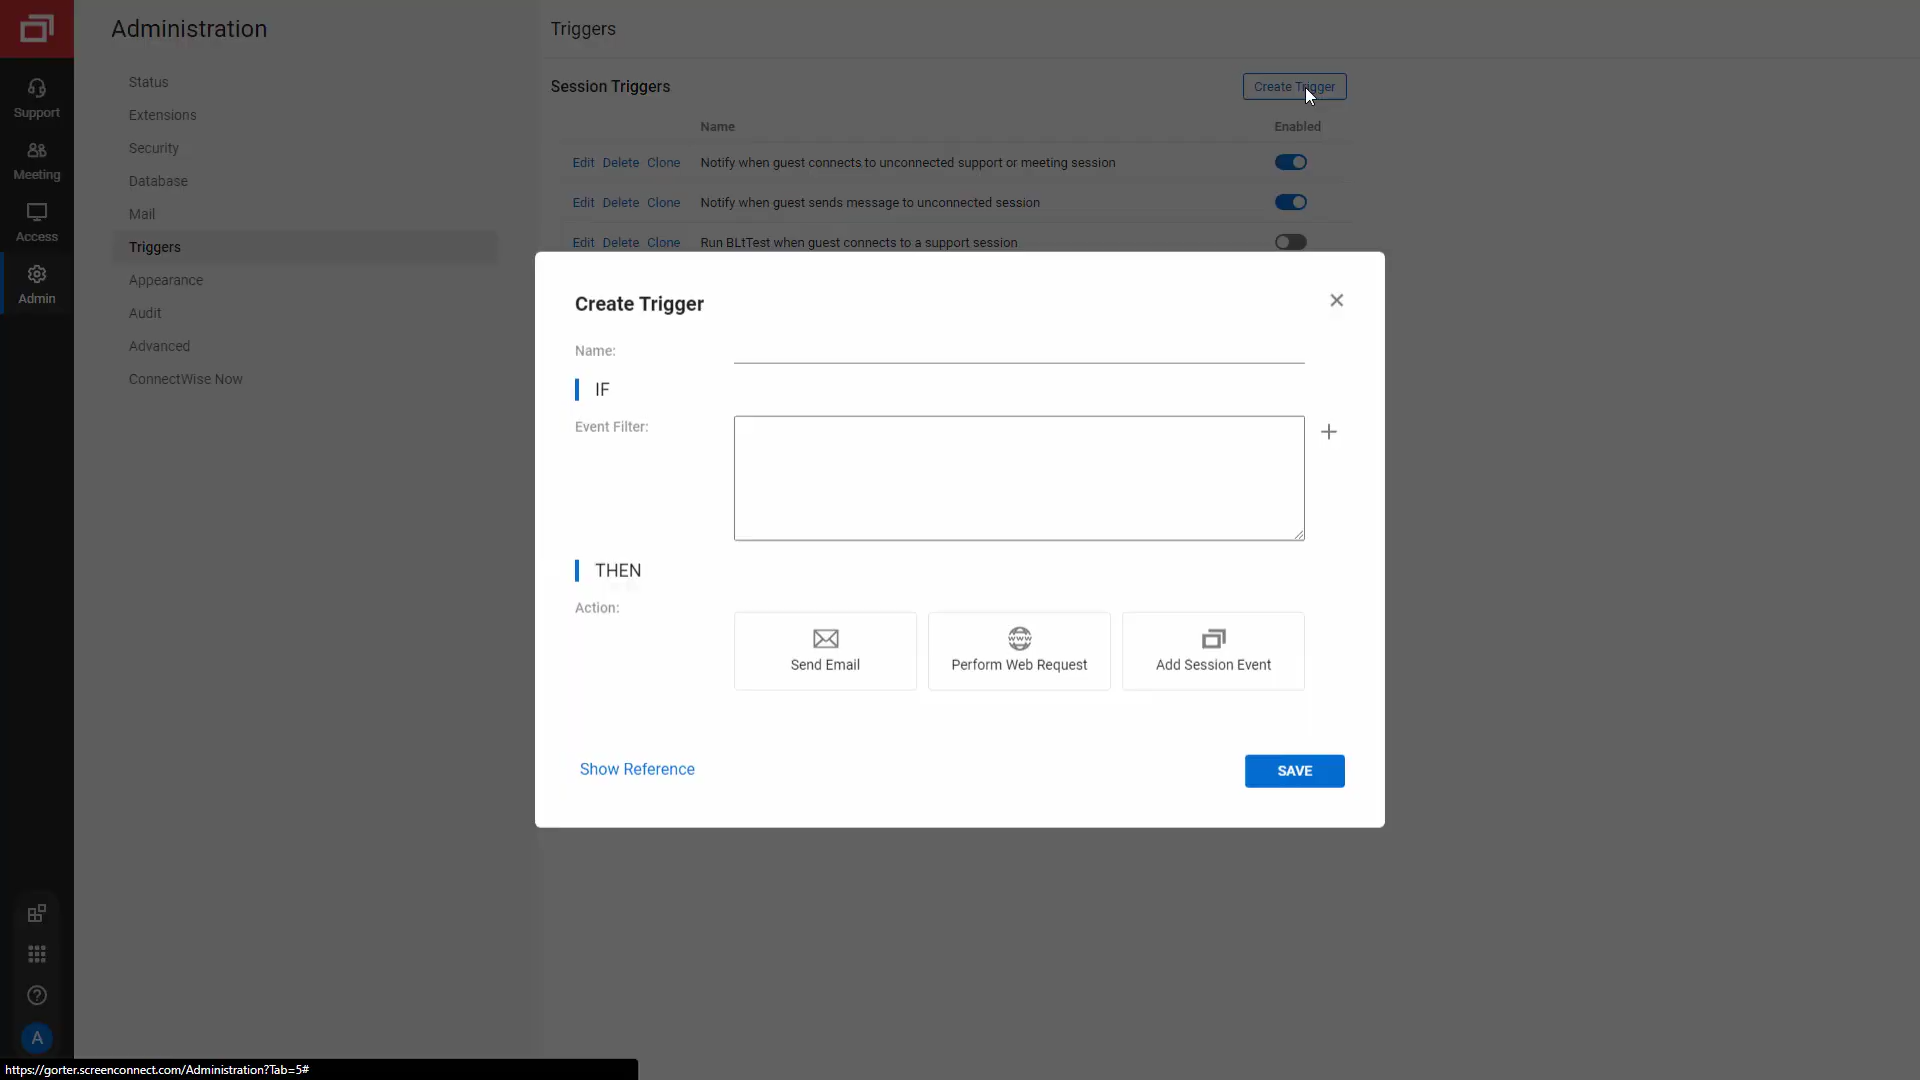 Administration
Triggers
Support
Meeting
Access
Admin
Status
Extensions
Security
Database
Mail
Triggers
Appearance
Audit
Advanced
ConnectWise Now
Session Triggers
Create Trigger
Name Enabled
Edit Delete Clone Notify when guest connects to unconnected support or meeting session
Edit Delete Clone Notify when guest sends message to unconnected session
Edit Delete Clone Run BLtTest when guest connects to a support session
Create Trigger
Name:
IF
Event Filter:
THEN
Action:
Send Email
WWW
Perform Web Request
Add Session Event
Show Reference
SAVE
A
https://gorter.screenconnect.com/Administration?Tab=5#